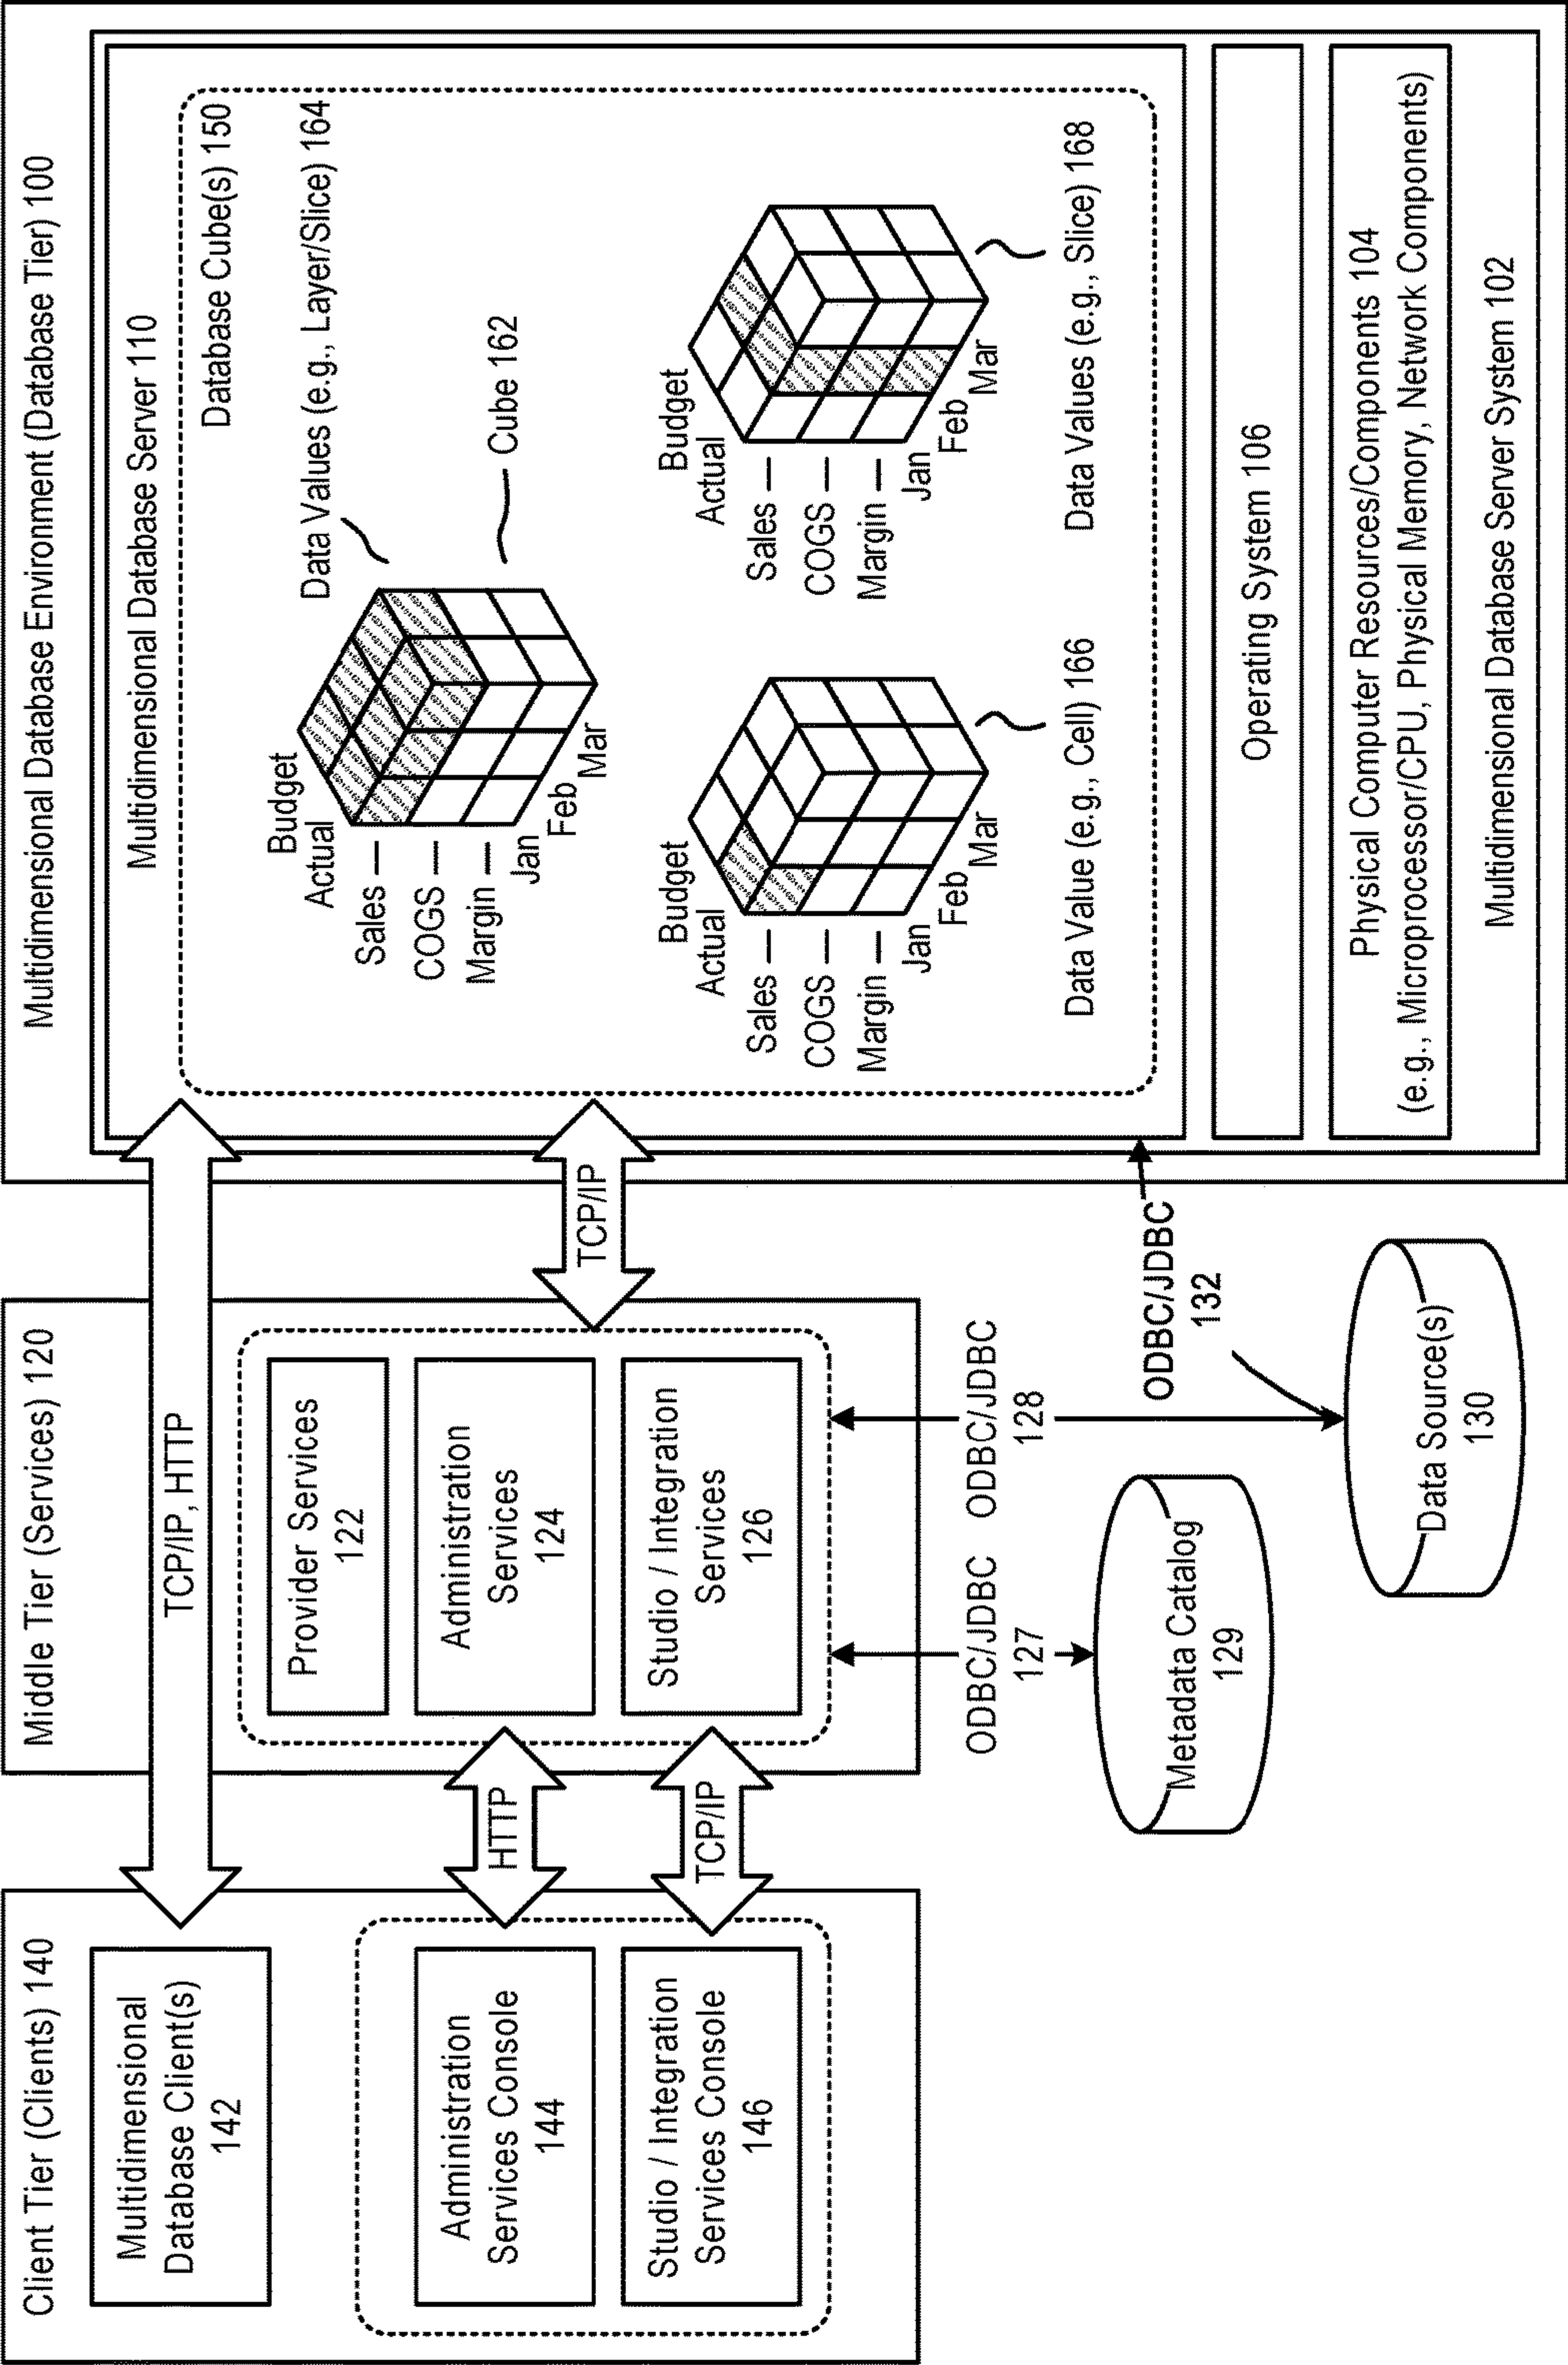 Client Tier (Clients) 140
Multidimensional
Database Client(s)
142
Administration
Services Console
144
Studio / Integration
Services Console
146
TCP/IP, HTTP
HTTP
TCP/IP
Middle Tier (Services) 120
Provider Services
122
Administration
Services
124
Studio / Integration
Services
126
ODBC/JDBC
127
ODBC/JDBC
128
Metadata Catalog
129
Data Source(s)
130
ODBC/JDBC
132
TCP/IP
Multidimensional Database Environment (Database Tier) 100
Multidimensional Database Server 110
Database Cube(s) 150
Data Values (e.g., Layer/Slice) 164
Cube 162
Budget
Actual
Sales
COGS
Margin
Jan
Feb
Mar
Budget
Actual
Sales
COGS
Margin
Jan
Feb
Mar
Data Value (e.g., Cell) 166
Budget
Actual
Sales
COGS
Margin
Jan
Feb
Mar
Data Values (e.g., Slice) 168
Operating System 106
Physical Computer Resources/Components 104
(e.g., Microprocessor/CPU, Physical Memory, Network Components)
Multidimensional Database Server System 102